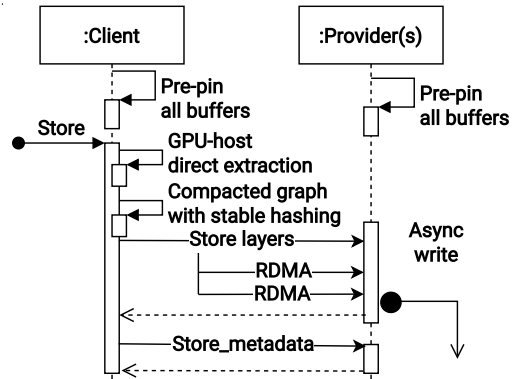 :Client
:Provider(s)
Pre-pin
all buffers
Pre-pin
all buffers
Store
GPU-host
direct extraction
Compacted graph
with stable hashing
Store layers
Async
write
RDMA
RDMA
Store_metadata